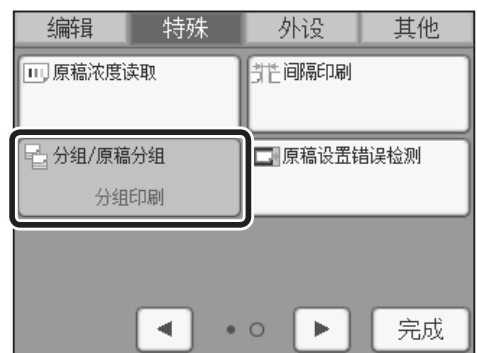 编辑 特殊 外设 其他
原稿浓度读取 间隔印刷
分组/原稿分组 原稿设置错误检测
分组印刷
完成